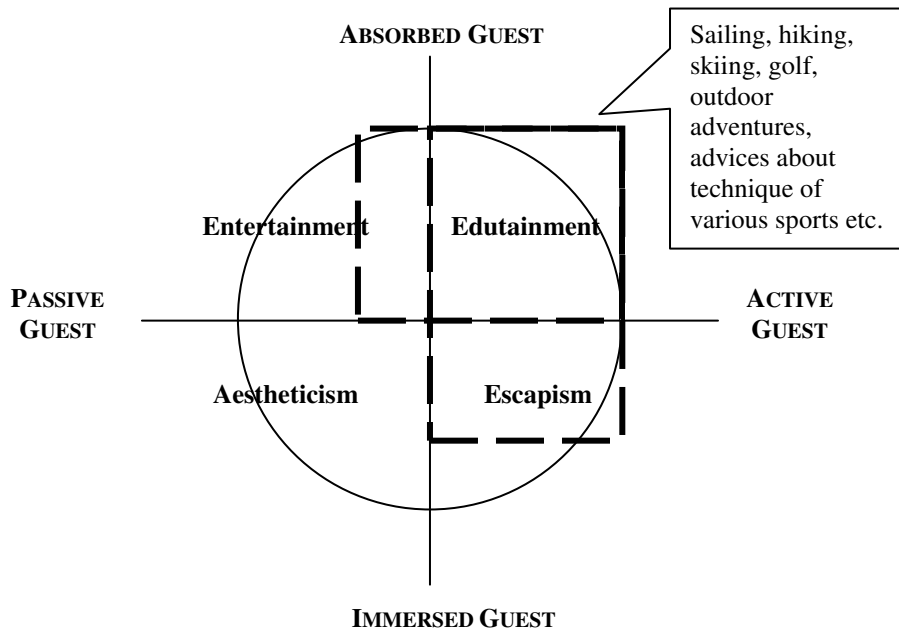 ABSORBED GUEST
Sailing, hiking,
skiing, golf,
outdoor
adventures,
advices about
technique of
various sports etc.
Entertainment
Edutainment
PASSIVE
GUEST
ACTIVE
GUEST
Aestheticism
Escapism
IMMERSED GUEST